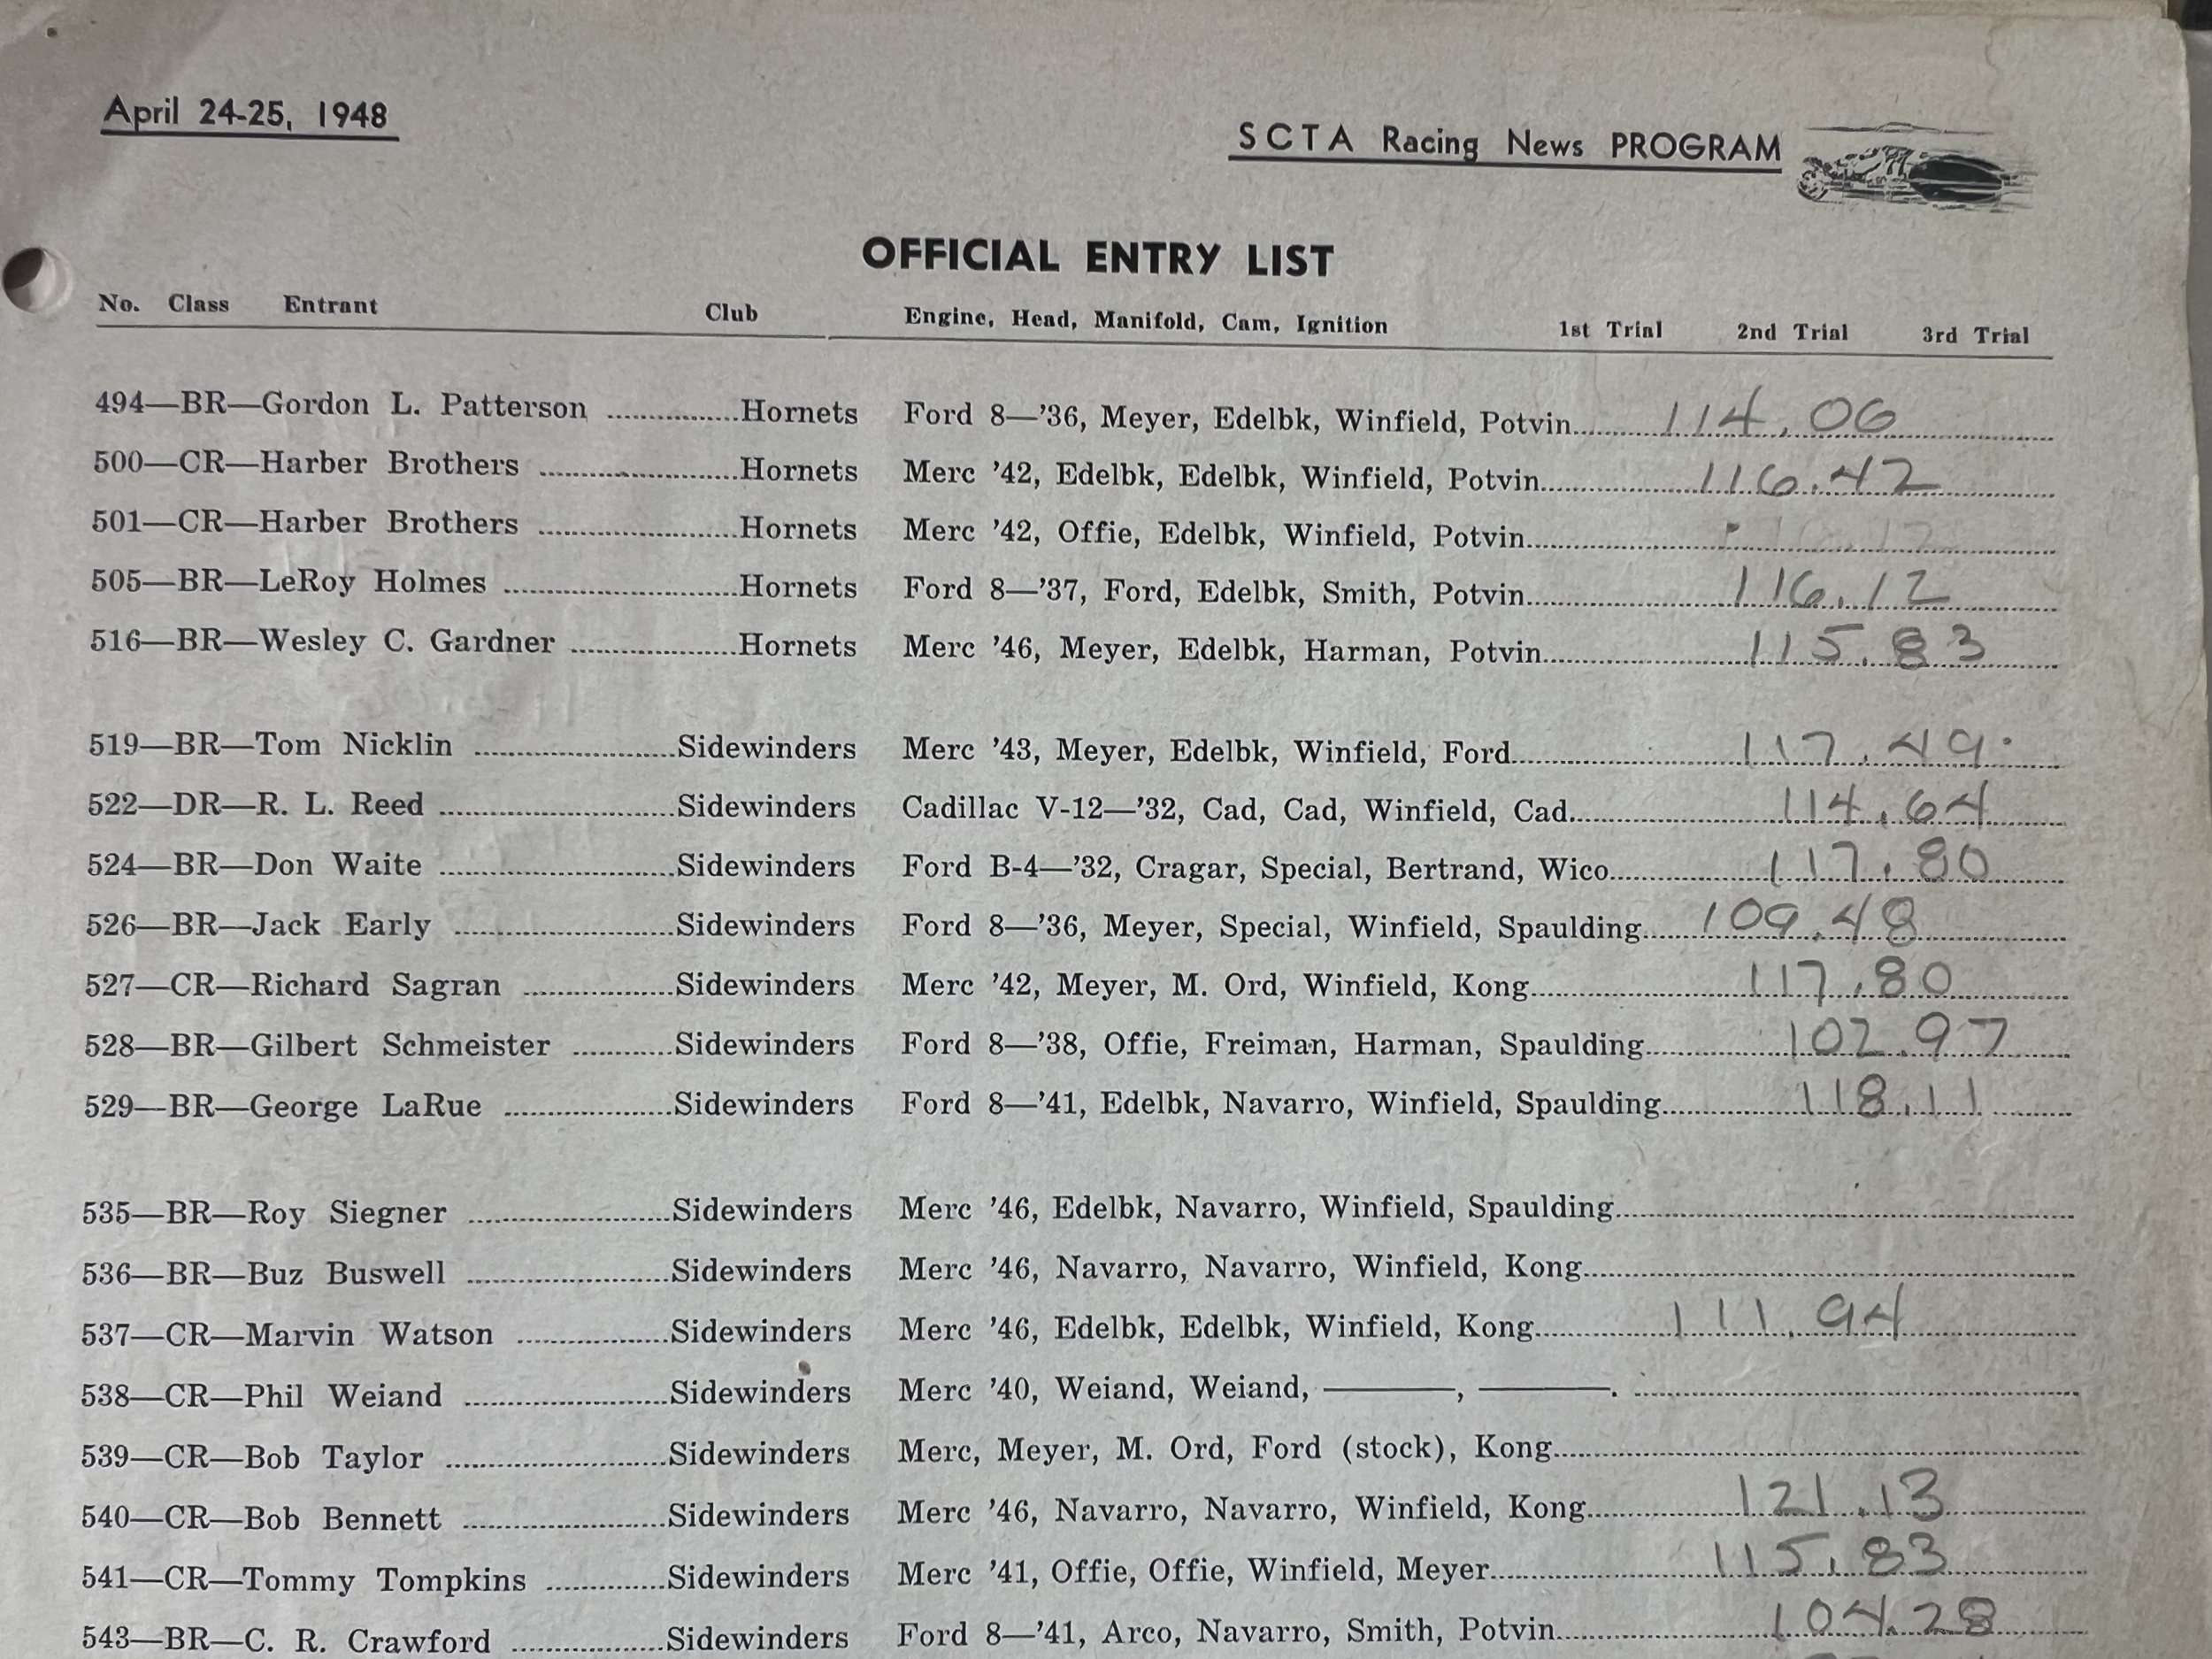 April 24-25, 1948
SCTA Racing News PROGRAM
OFFICIAL ENTRY LIST
No. Class Entrant Club Engine, Head, Manifold, Cam, Ignition 1st Trial 2nd Trial 3rd Trial
494—BR—Gordon L. Patterson ..............Hornets Ford 8—'36, Meyer, Edelbk, Winfield, Potvin.......... 114.06
500—CR—Harber Brothers ..............Hornets Merc '42, Edelbk, Edelbk, Winfield, Potvin.......... 116.42
501—CR—Harber Brothers ..............Hornets Merc '42, Offie, Edelbk, Winfield, Potvin..........
505—BR—LeRoy Holmes ..............Hornets Ford 8—'37, Ford, Edelbk, Smith, Potvin.......... 116.12
516—BR—Wesley C. Gardner ..............Hornets Merc '46, Meyer, Edelbk, Harman, Potvin.......... 115.83
519—BR—Tom Nicklin ..............Sidewinders Merc '43, Meyer, Edelbk, Winfield, Ford.......... 117.49
522—DR—R. L. Reed ..............Sidewinders Cadillac V-12—'32, Cad, Cad, Winfield, Cad.......... 114.64
524—BR—Don Waite ..............Sidewinders Ford B-4—'32, Cragar, Special, Bertrand, Wico.......... 117.80
526—BR—Jack Early ..............Sidewinders Ford 8—'36, Meyer, Special, Winfield, Spaulding.......... 109.48
527—CR—Richard Sagran ..............Sidewinders Merc '42, Meyer, M. Ord, Winfield, Kong.......... 117.80
528—BR—Gilbert Schmeister ..............Sidewinders Ford 8—'38, Offie, Freiman, Harman, Spaulding.......... 102.97
529—BR—George LaRue ..............Sidewinders Ford 8—'41, Edelbk, Navarro, Winfield, Spaulding.......... 118.11
535—BR—Roy Siegner ..............Sidewinders Merc '46, Edelbk, Navarro, Winfield, Spaulding..........
536—BR—Buz Buswell ..............Sidewinders Merc '46, Navarro, Navarro, Winfield, Kong..........
537—CR—Marvin Watson ..............Sidewinders Merc '46, Edelbk, Edelbk, Winfield, Kong.......... 111.94
538—CR—Phil Weiand ..............Sidewinders Merc '40, Weiand, Weiand, ———, ———. ..........
539—CR—Bob Taylor ..............Sidewinders Merc, Meyer, M. Ord, Ford (stock), Kong..........
540—CR—Bob Bennett ..............Sidewinders Merc '46, Navarro, Navarro, Winfield, Kong.......... 121.13
541—CR—Tommy Tompkins ..............Sidewinders Merc '41, Offie, Offie, Winfield, Meyer.......... 115.83
543—BR—C. R. Crawford ..............Sidewinders Ford 8—'41, Arco, Navarro, Smith, Potvin.......... 104.28